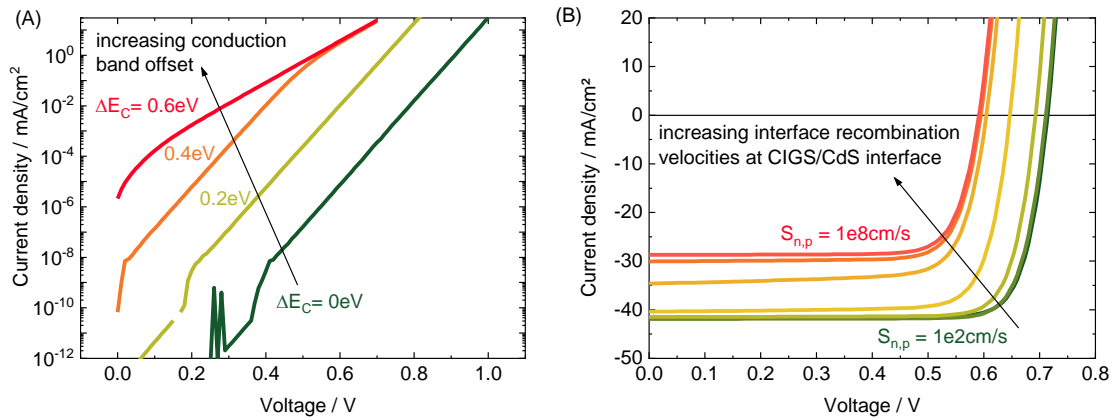 (A)
increasing conduction
band offset
ΔE_C = 0.6eV
0.4eV
0.2eV
ΔE_C = 0eV
Current density / mA/cm²
10⁰
10⁻²
10⁻⁴
10⁻⁶
10⁻⁸
10⁻¹⁰
10⁻¹²
0.0 0.2 0.4 0.6 0.8 1.0
Voltage / V
(B)
increasing interface recombination
velocities at CIGS/CdS interface
S_n,p = 1e8cm/s
S_n,p = 1e2cm/s
Current density / mA/cm²
20
10
0
-10
-20
-30
-40
-50
0.0 0.1 0.2 0.3 0.4 0.5 0.6 0.7 0.8
Voltage / V